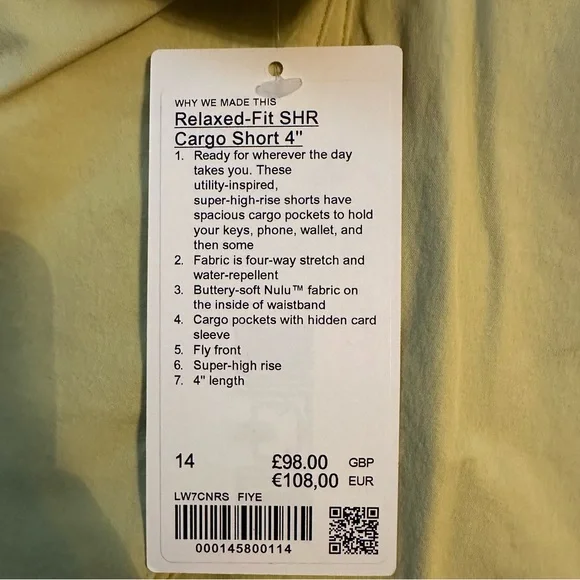 WHY WE MADE THIS
Relaxed-Fit SHR
Cargo Short 4"
1. Ready for wherever the day
takes you. These
utility-inspired,
super-high-rise shorts have
spacious cargo pockets to hold
your keys, phone, wallet, and
then some
2. Fabric is four-way stretch and
water-repellent
3. Buttery-soft Nulu™ fabric on
the inside of waistband
4. Cargo pockets with hidden card
sleeve
5. Fly front
6. Super-high rise
7. 4" length
14 £98.00 GBP
€108,00 EUR
LW7CNRS FIYE
000145800114